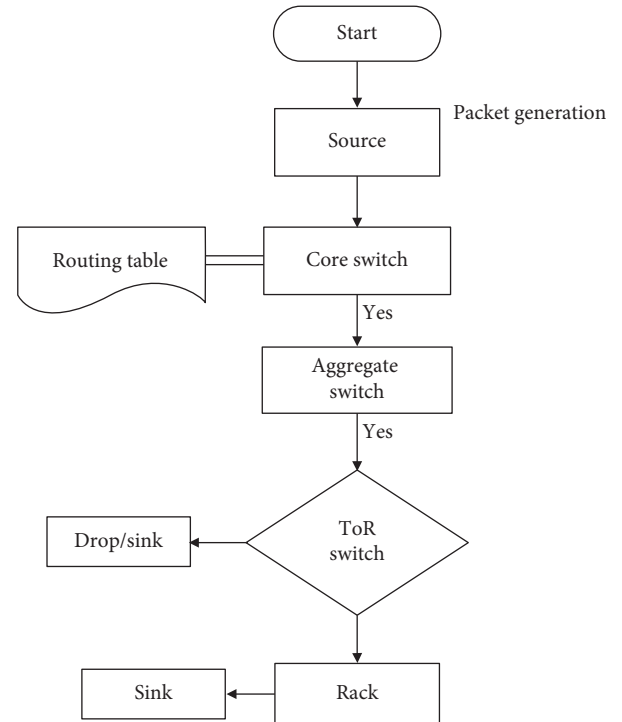 Start
Packet generation
Source
Routing table
Core switch
Yes
Aggregate
switch
Yes
ToR
switch
Drop/sink
Sink
Rack